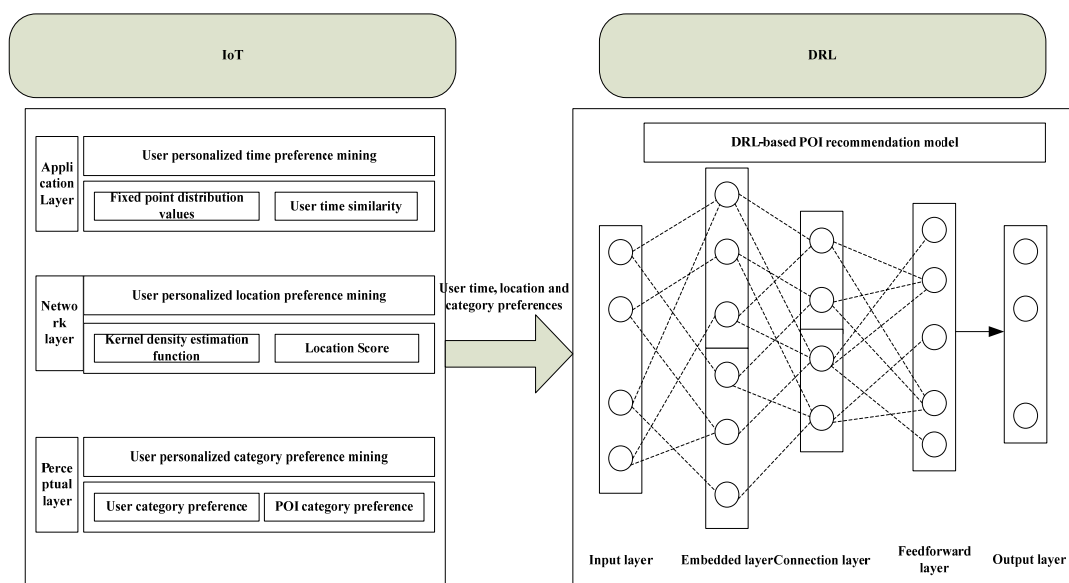 IoT
DRL
Appli
cation
Layer
User personalized time preference mining
Fixed point distribution
values
User time similarity
Netwo
rk
layer
User personalized location preference mining
Kernel density estimation
function
Location Score
Perce
ptual
layer
User personalized category preference mining
User category preference
POI category preference
User time, location and
category preferences
DRL-based POI recommendation model
Input layer
Embedded layer
Connection layer
Feedforward
layer
Output layer